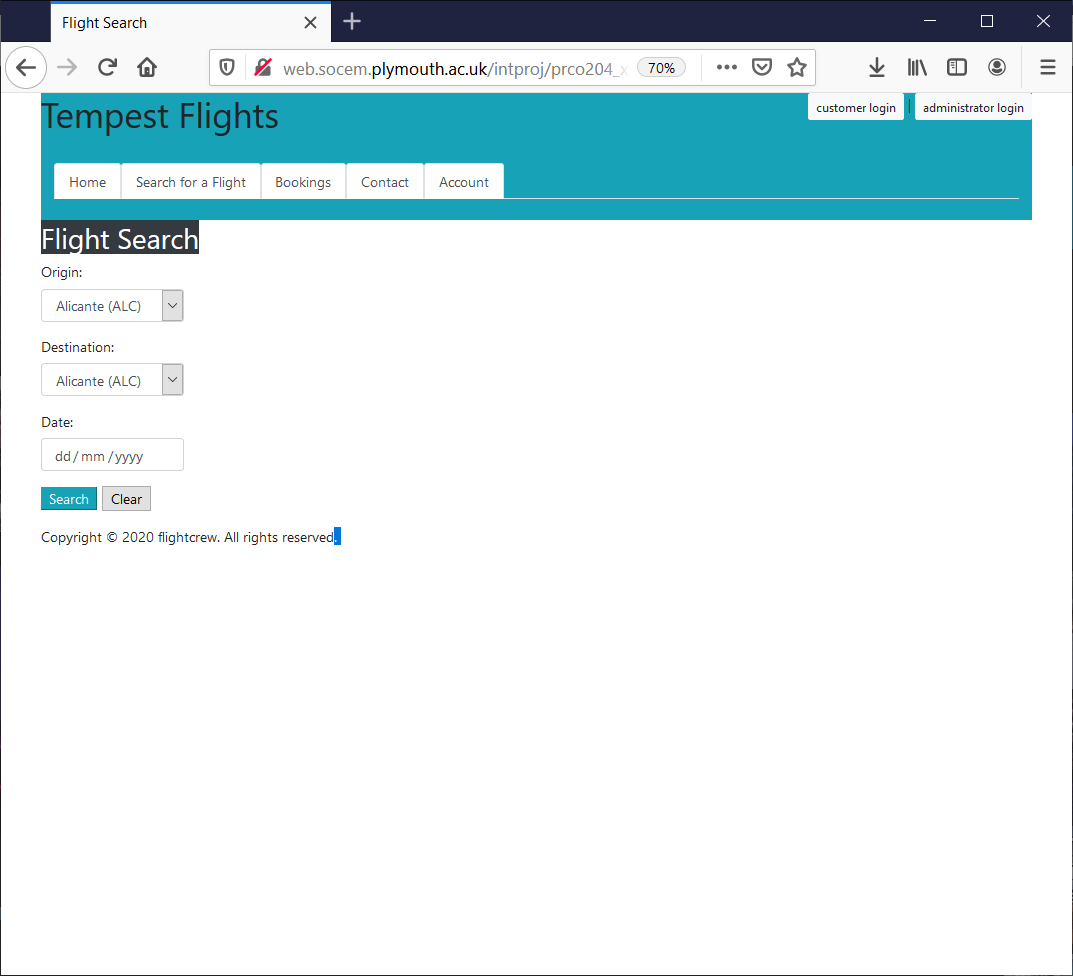 Flight Search
web.socem.plymouth.ac.uk/intproj/prco204_ 70%
Tempest Flights
customer login | administrator login
Home Search for a Flight Bookings Contact Account
Flight Search
Origin:
Alicante (ALC)
Destination:
Alicante (ALC)
Date:
dd / mm / yyyy
Search Clear
Copyright © 2020 flightcrew. All rights reserved.